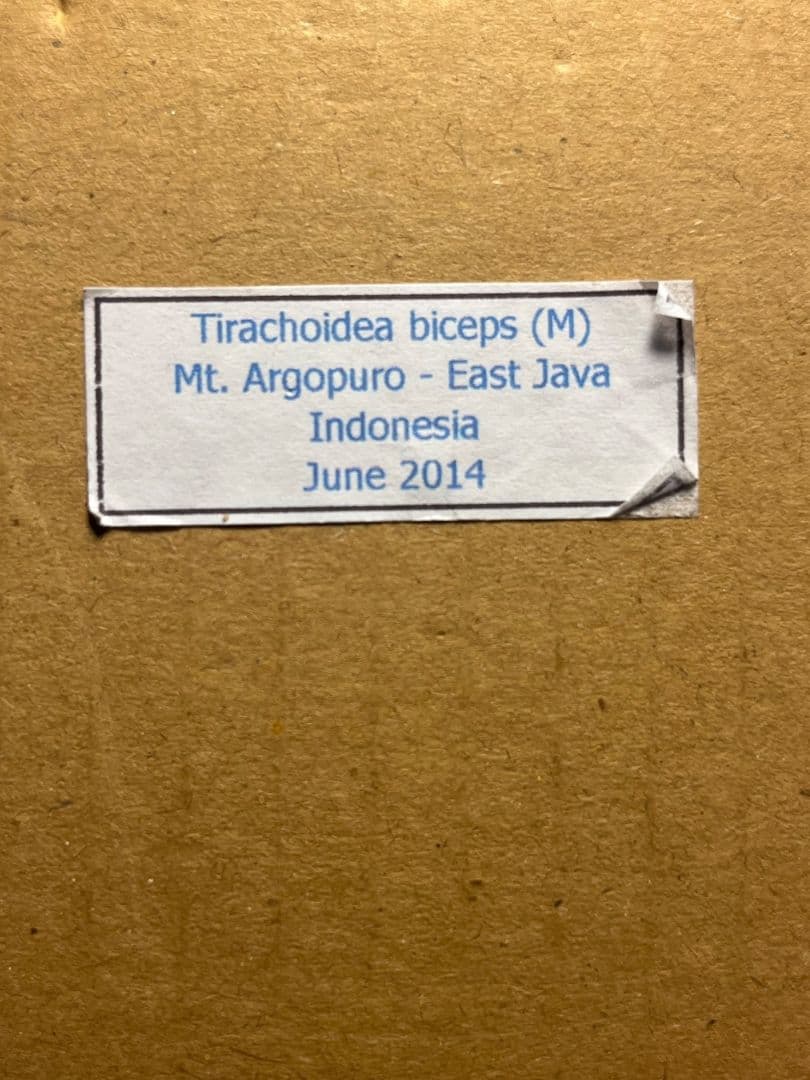 Tirachoidea biceps (M)
Mt. Argopuro - East Java
Indonesia
June 2014